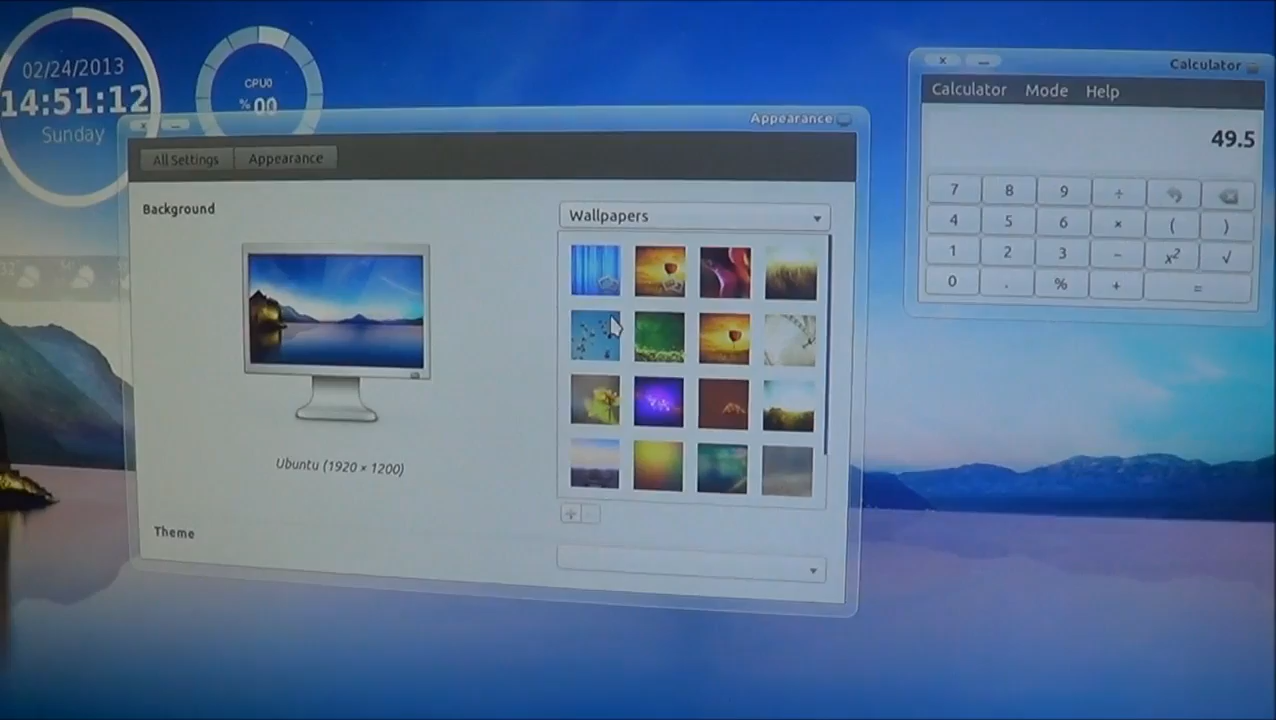 02/24/2013
14:51:12
Sunday
CPU0
% 00
Appearance
All Settings
Appearance
Background
Wallpapers
Ubuntu (1920 × 1200)
Theme
Calculator
Calculator Mode Help
49.5
7 8 9 ÷
4 5 6 × ( )
1 2 3 − x² √
0 . % + =